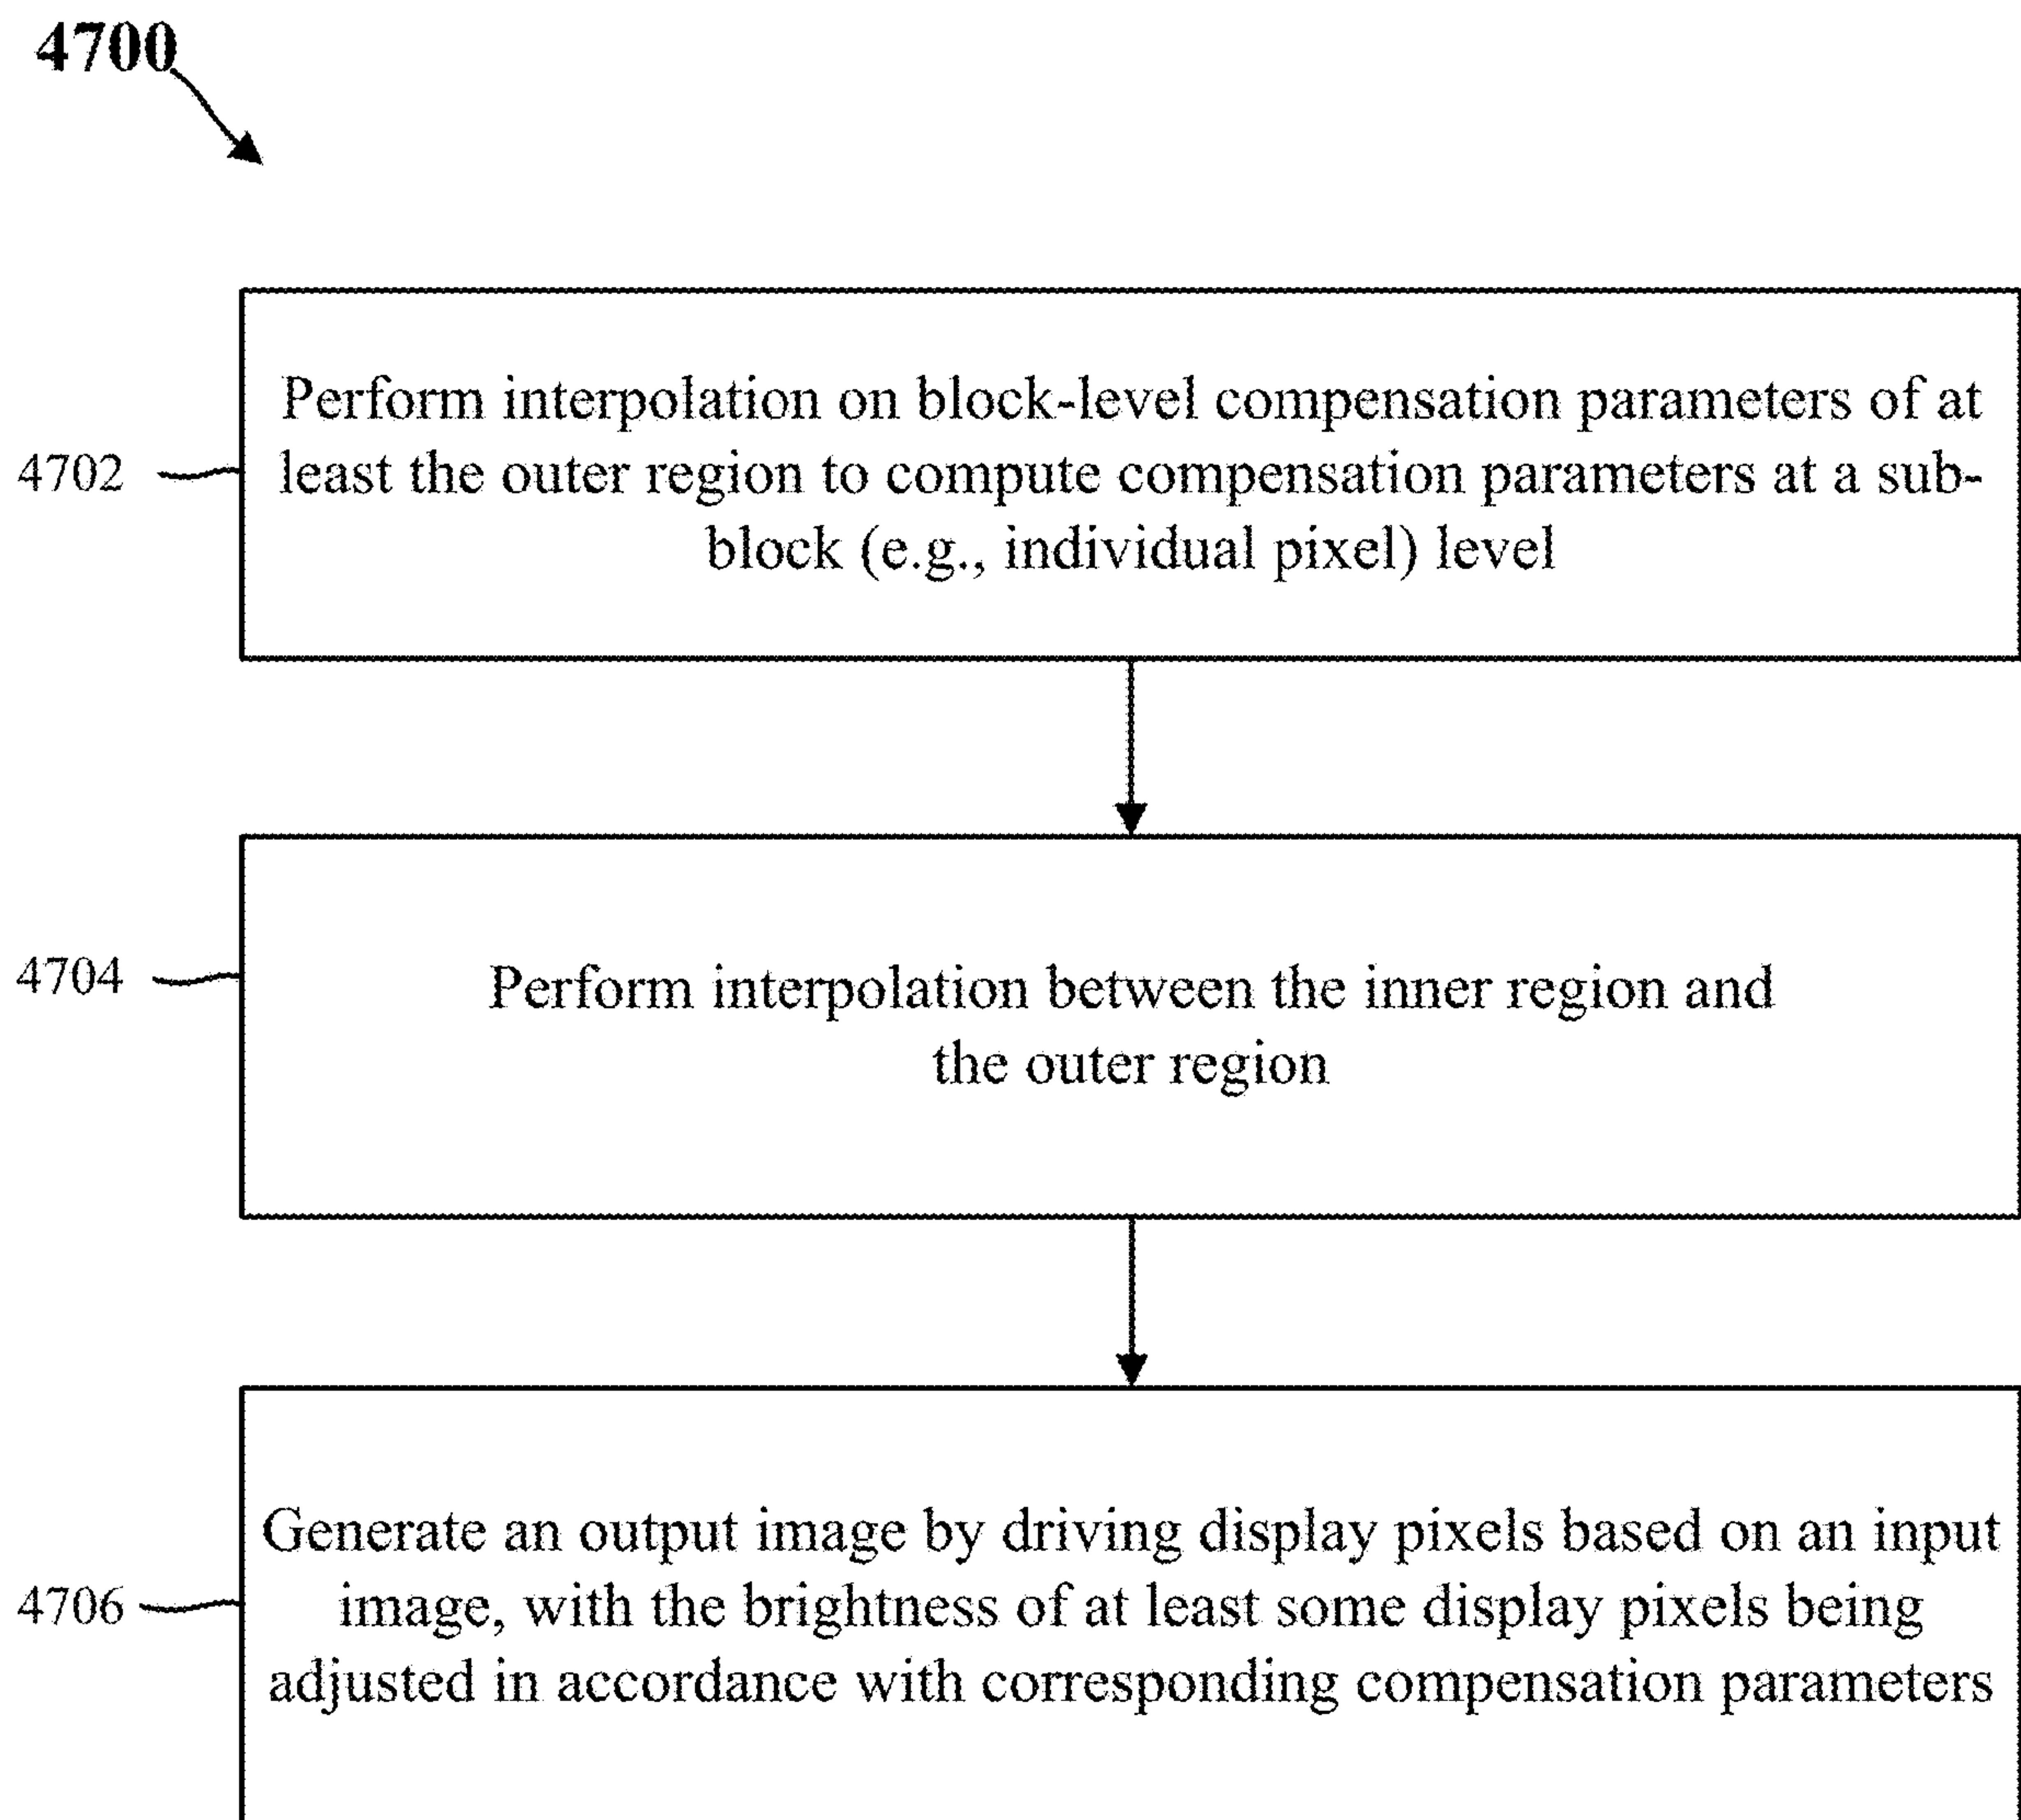 4700
4702
Perform interpolation on block-level compensation parameters of at
least the outer region to compute compensation parameters at a sub-
block (e.g., individual pixel) level
4704
Perform interpolation between the inner region and
the outer region
4706
Generate an output image by driving display pixels based on an input
image, with the brightness of at least some display pixels being
adjusted in accordance with corresponding compensation parameters